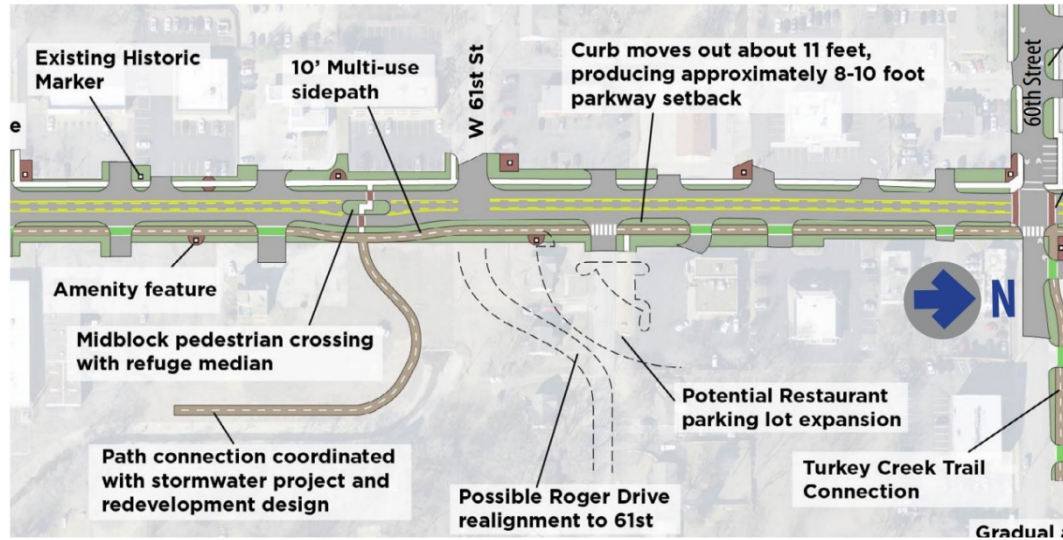 Existing Historic
Marker
10’ Multi-use
sidepath
W 61st St
Curb moves out about 11 feet,
producing approximately 8-10 foot
parkway setback
60th Street
e
Amenity feature
Midblock pedestrian crossing
with refuge median
N
Path connection coordinated
with stormwater project and
redevelopment design
Possible Roger Drive
realignment to 61st
Potential Restaurant
parking lot expansion
Turkey Creek Trail
Connection
Gradual a